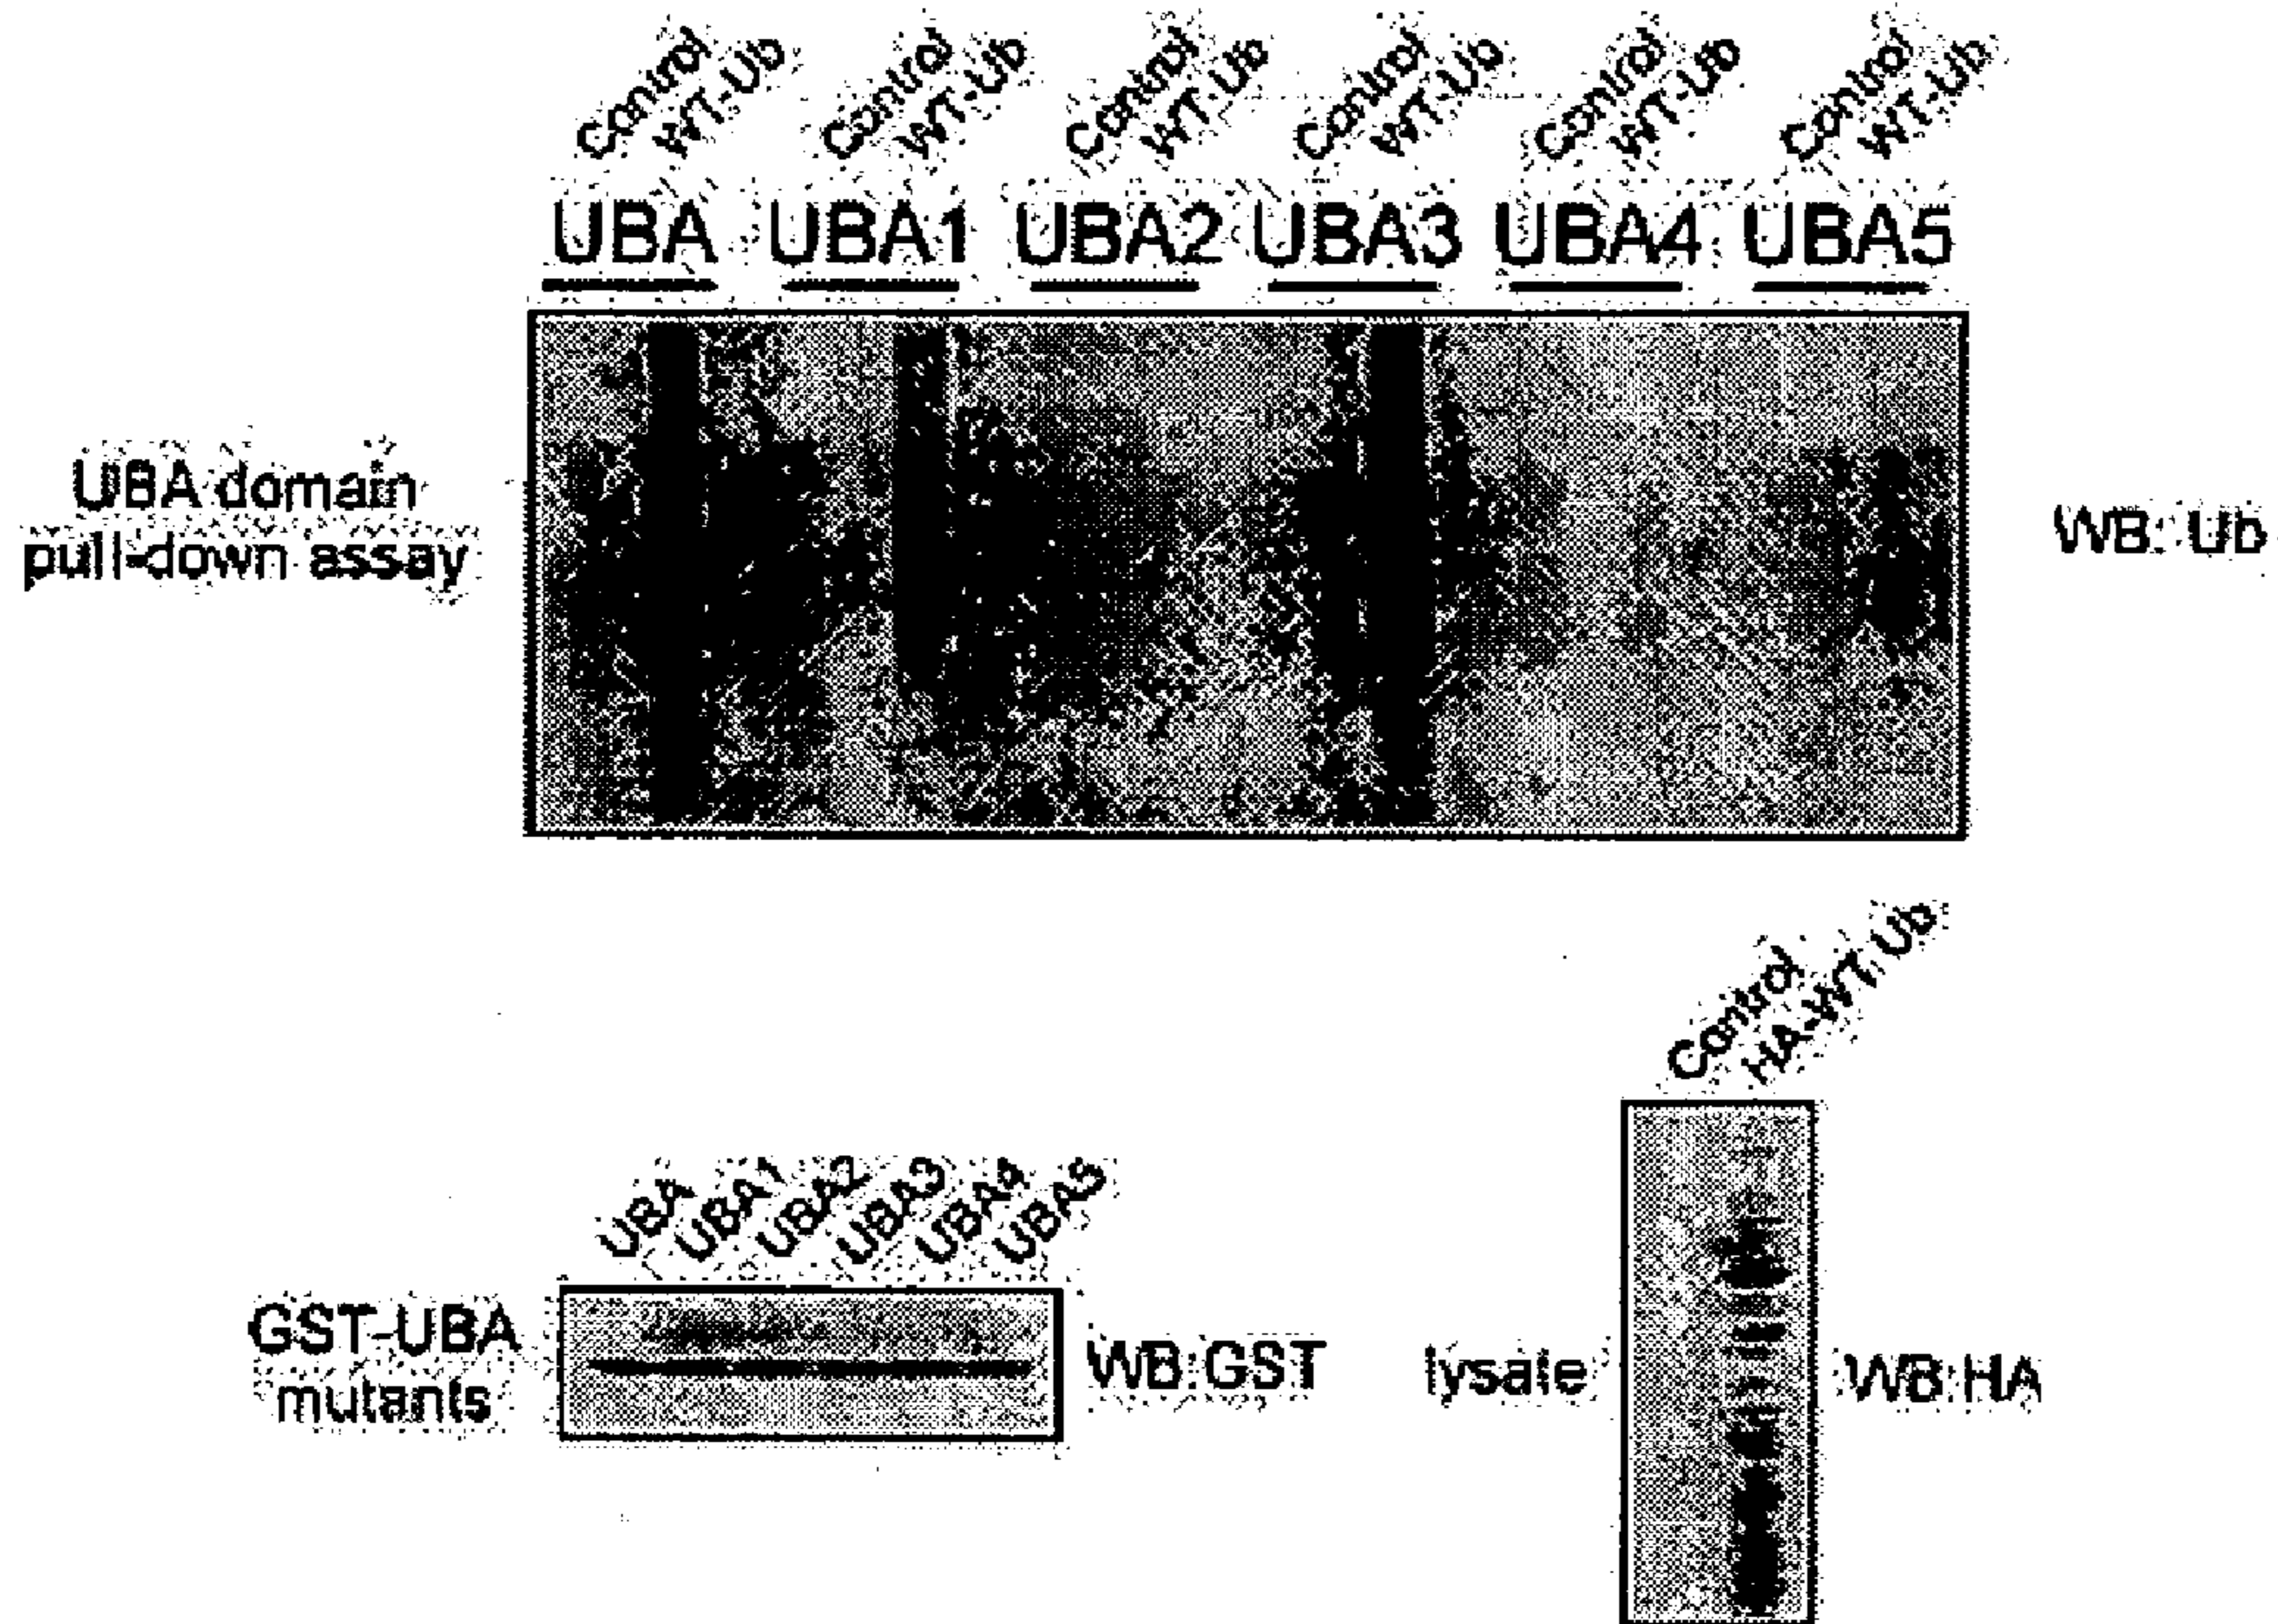 Control WT-Ub Control WT-Ub Control WT-Ub Control WT-Ub Control WT-Ub Control WT-Ub
UBA UBA1 UBA2 UBA3 UBA4 UBA5
UBA domain
pull-down assay
WB: Ub
Control HA-WT Ub
UBA UBA1 UBA2 UBA3 UBA4 UBA5
GST-UBA
mutants
WB:GST
lysate
WB:HA